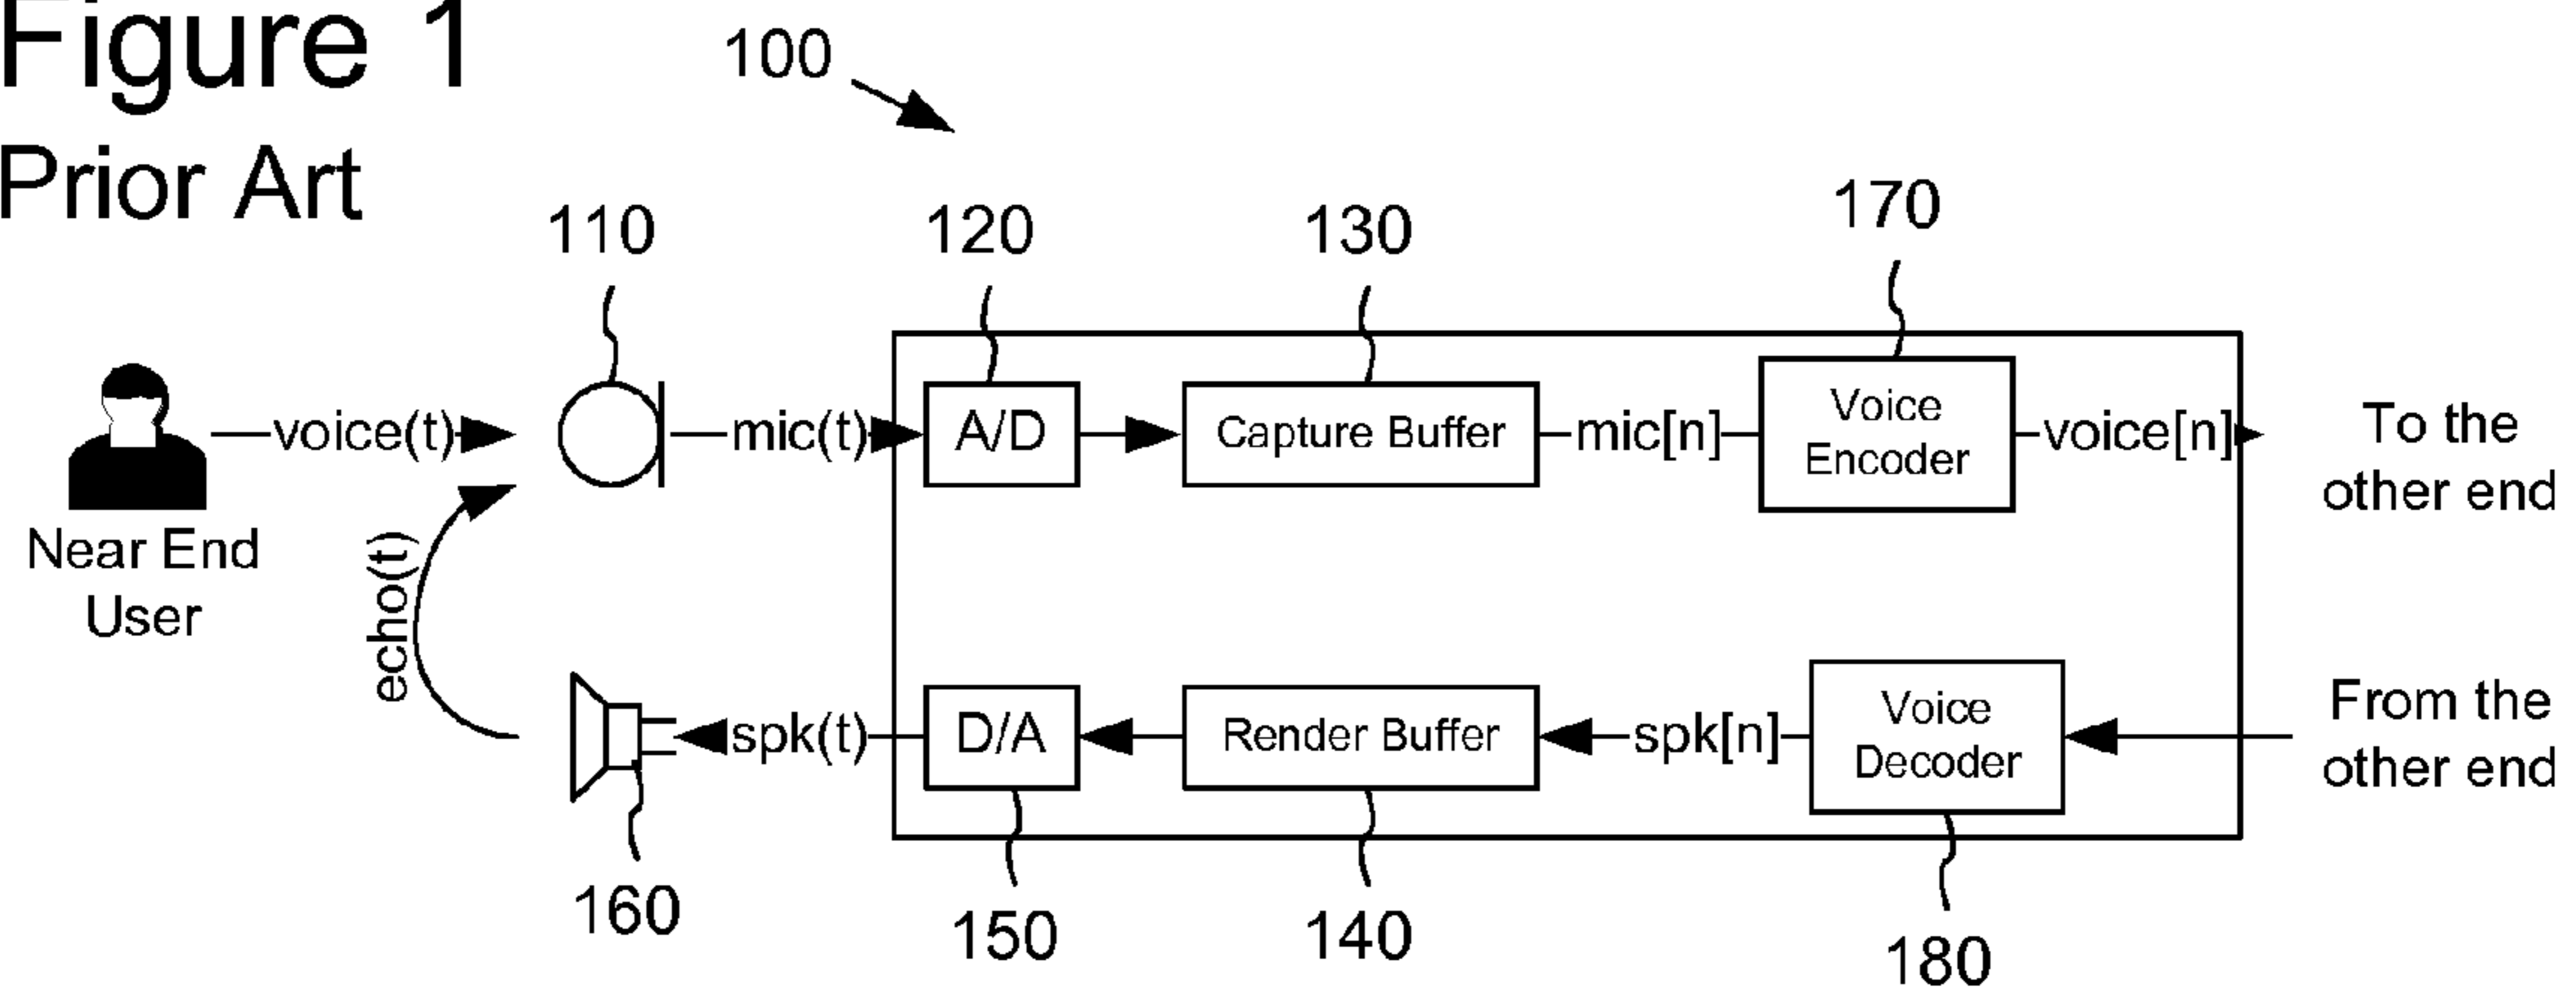 Figure 1
Prior Art
100
110
120
130
170
voice(t)
mic(t)
A/D
Capture Buffer
mic[n]
Voice
Encoder
voice[n]
To the
other end
Near End
User
echo(t)
spk(t)
D/A
Render Buffer
spk[n]
Voice
Decoder
From the
other end
160
150
140
180